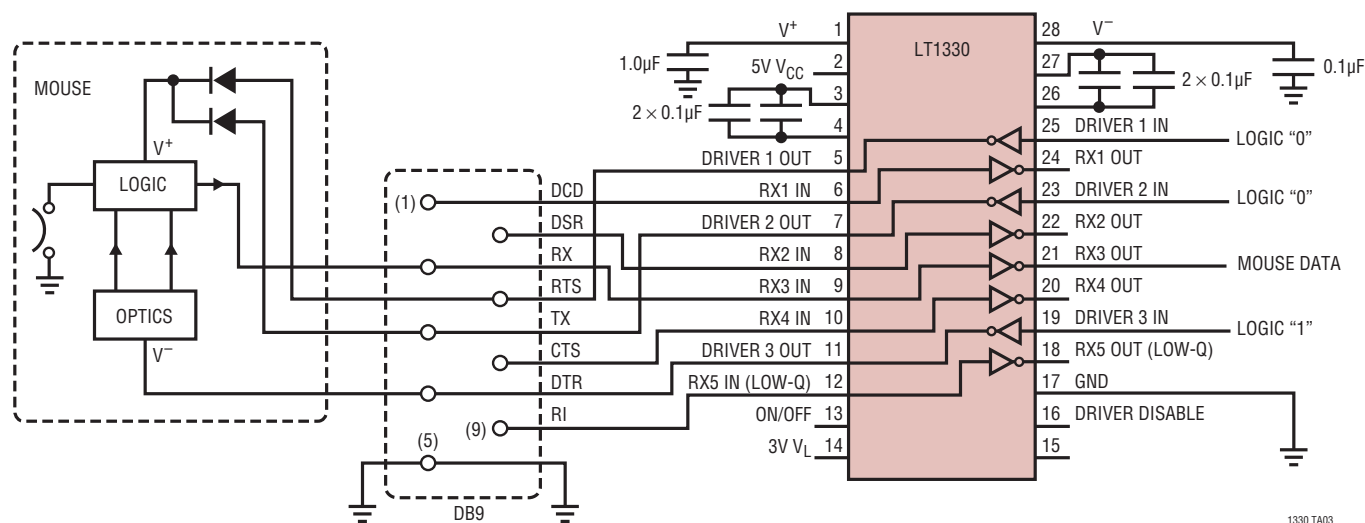 MOUSE
V+
LOGIC
OPTICS
V−
(1)
DCD
DSR
RX
RTS
TX
CTS
DTR
(9)
RI
(5)
DB9
LT1330
V+
1
1.0µF
5V VCC
2
3
2 × 0.1µF
4
DRIVER 1 OUT
5
RX1 IN
6
DRIVER 2 OUT
7
RX2 IN
8
RX3 IN
9
RX4 IN
10
DRIVER 3 OUT
11
RX5 IN (LOW-Q)
12
ON/OFF
13
3V VL
14
28
V−
0.1µF
27
2 × 0.1µF
26
25
DRIVER 1 IN
LOGIC “0”
24
RX1 OUT
23
DRIVER 2 IN
LOGIC “0”
22
RX2 OUT
21
RX3 OUT
MOUSE DATA
20
RX4 OUT
19
DRIVER 3 IN
LOGIC “1”
18
RX5 OUT (LOW-Q)
17
GND
16
DRIVER DISABLE
15
1330 TA03